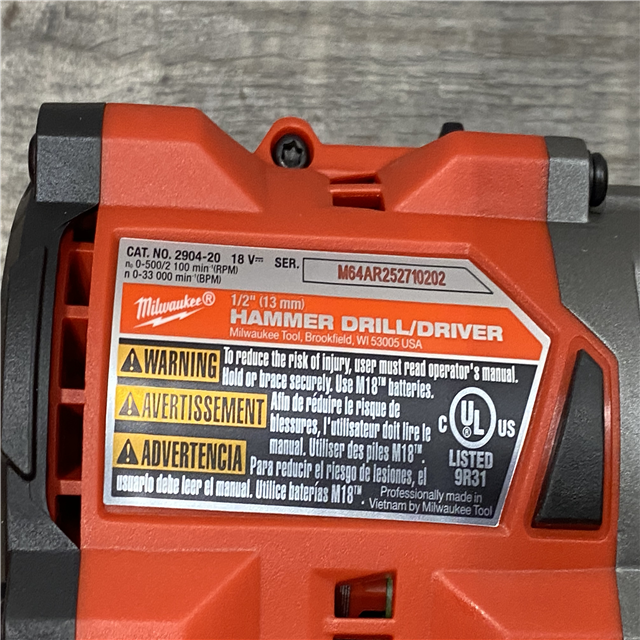 CAT. NO. 2904-20 18 V⎓ SER. M64AR252710202
n₀ 0-500/2 100 min⁻¹(RPM)
n 0-33 000 min⁻¹(BPM)
Milwaukee®
1/2" (13 mm)
HAMMER DRILL/DRIVER
Milwaukee Tool, Brookfield, WI 53005 USA
WARNING To reduce the risk of injury, user must read operator's manual.
Hold or brace securely. Use M18™ batteries.
AVERTISSEMENT Afin de réduire le risque de
blessures, l'utilisateur doit lire le
manual. Utiliser des piles M18™.
ADVERTENCIA Para reducir el riesgo de lesiones, el
usuario debe leer el manual. Utilice baterías M18™.
C UL® US
LISTED
9R31
Professionally made in
Vietnam by Milwaukee Tool